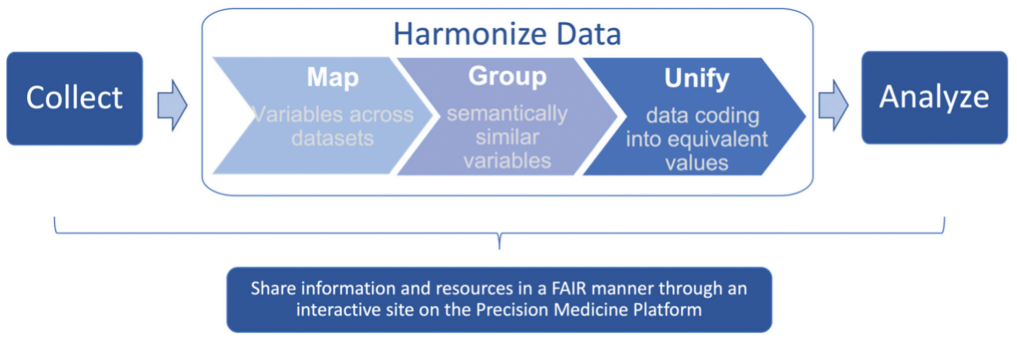 Harmonize Data
Collect
Map
Variables across
datasets
Group
semantically
similar
variables
Unify
data coding
into equivalent
values
Analyze
Share information and resources in a FAIR manner through an
interactive site on the Precision Medicine Platform